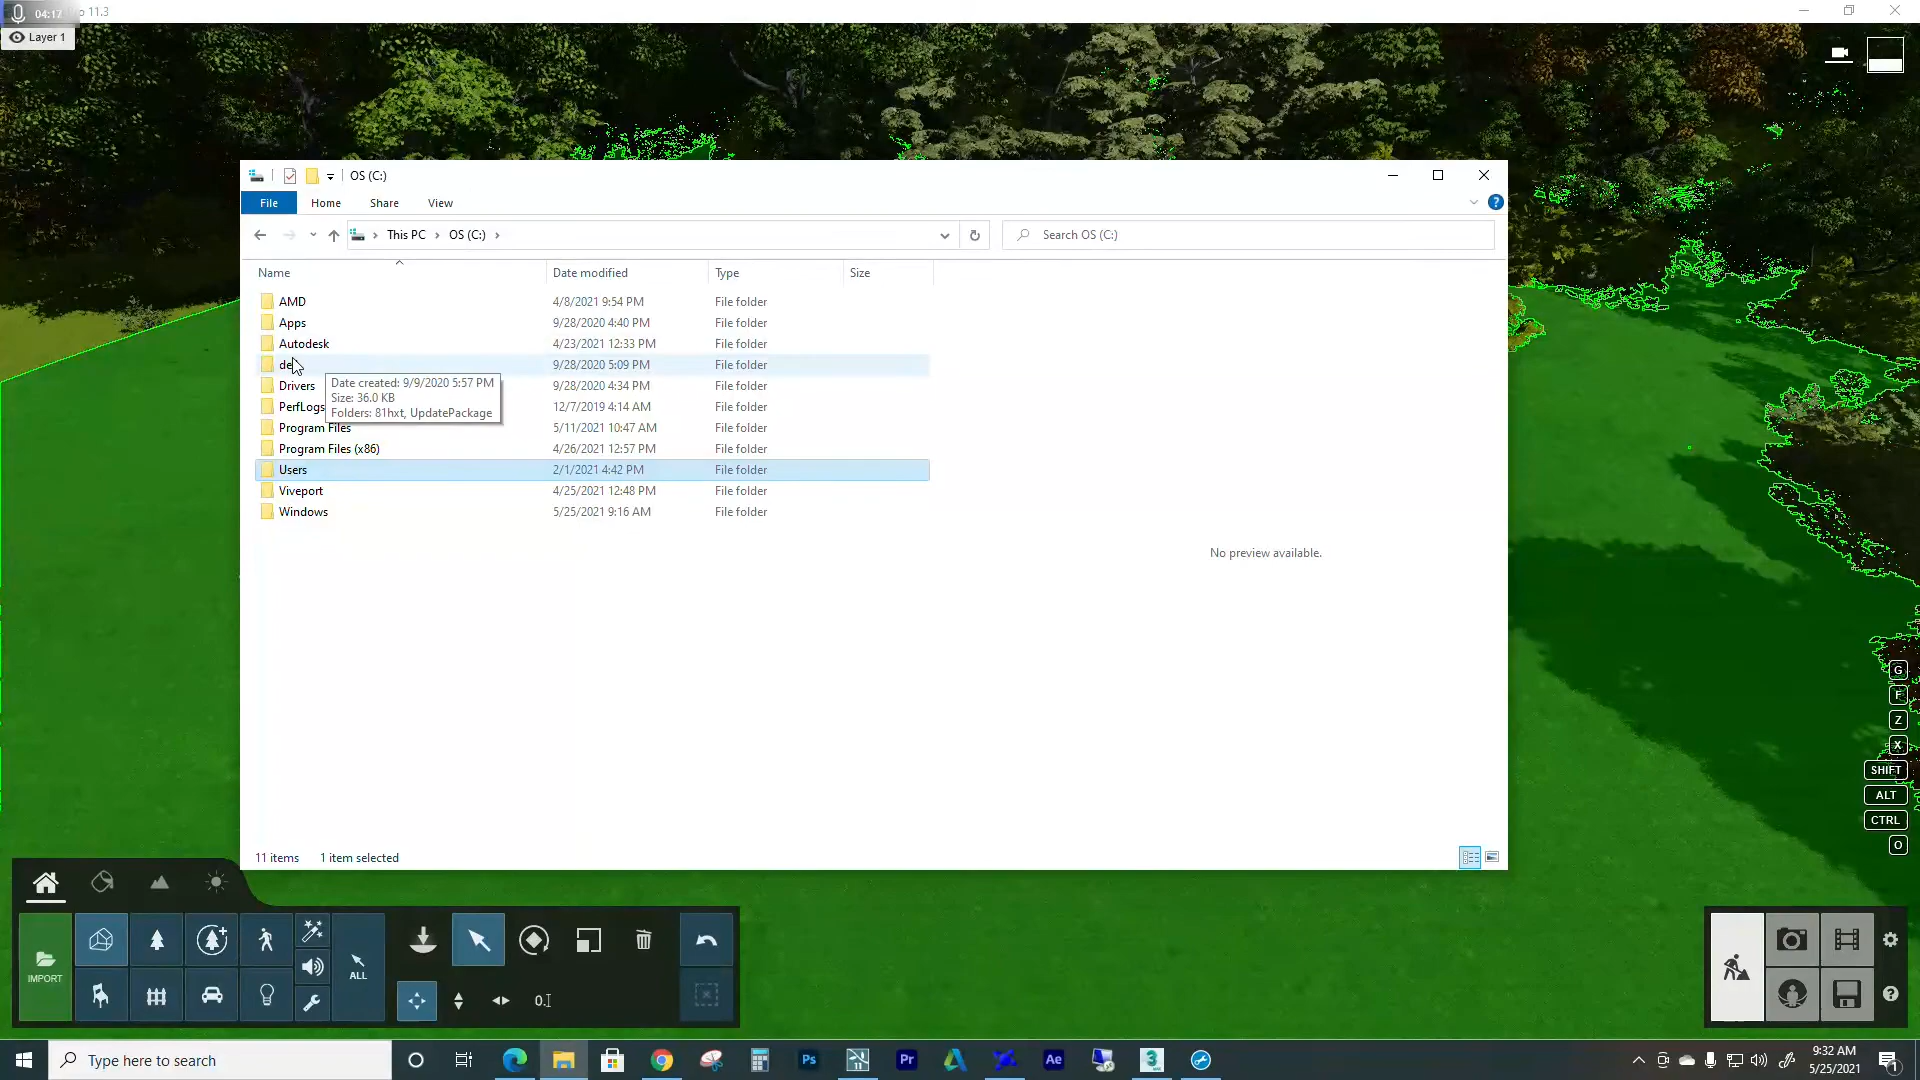 04:17
ro 11.3
Layer 1
OS (C:)
File Home Share View
This PC OS (C:)
Search OS (C:)
Name Date modified Type Size
AMD 4/8/2021 9:54 PM File folder
Apps 9/28/2020 4:40 PM File folder
Autodesk 4/23/2021 12:33 PM File folder
9/28/2020 5:09 PM File folder
Drivers 9/28/2020 4:34 PM File folder
PerfLogs 12/7/2019 4:14 AM File folder
Program Files 5/11/2021 10:47 AM File folder
Program Files (x86) 4/26/2021 12:57 PM File folder
Users 2/1/2021 4:42 PM File folder
Viveport 4/25/2021 12:48 PM File folder
Windows 5/25/2021 9:16 AM File folder
Date created: 9/9/2020 5:57 PM
Size: 36.0 KB
Folders: 81hxt, UpdatePackage
No preview available.
11 items 1 item selected
G
F
Z
X
SHIFT
ALT
CTRL
O
IMPORT
ALL
Type here to search
Ps
Pr
Ae
3
9:32 AM
5/25/2021
1